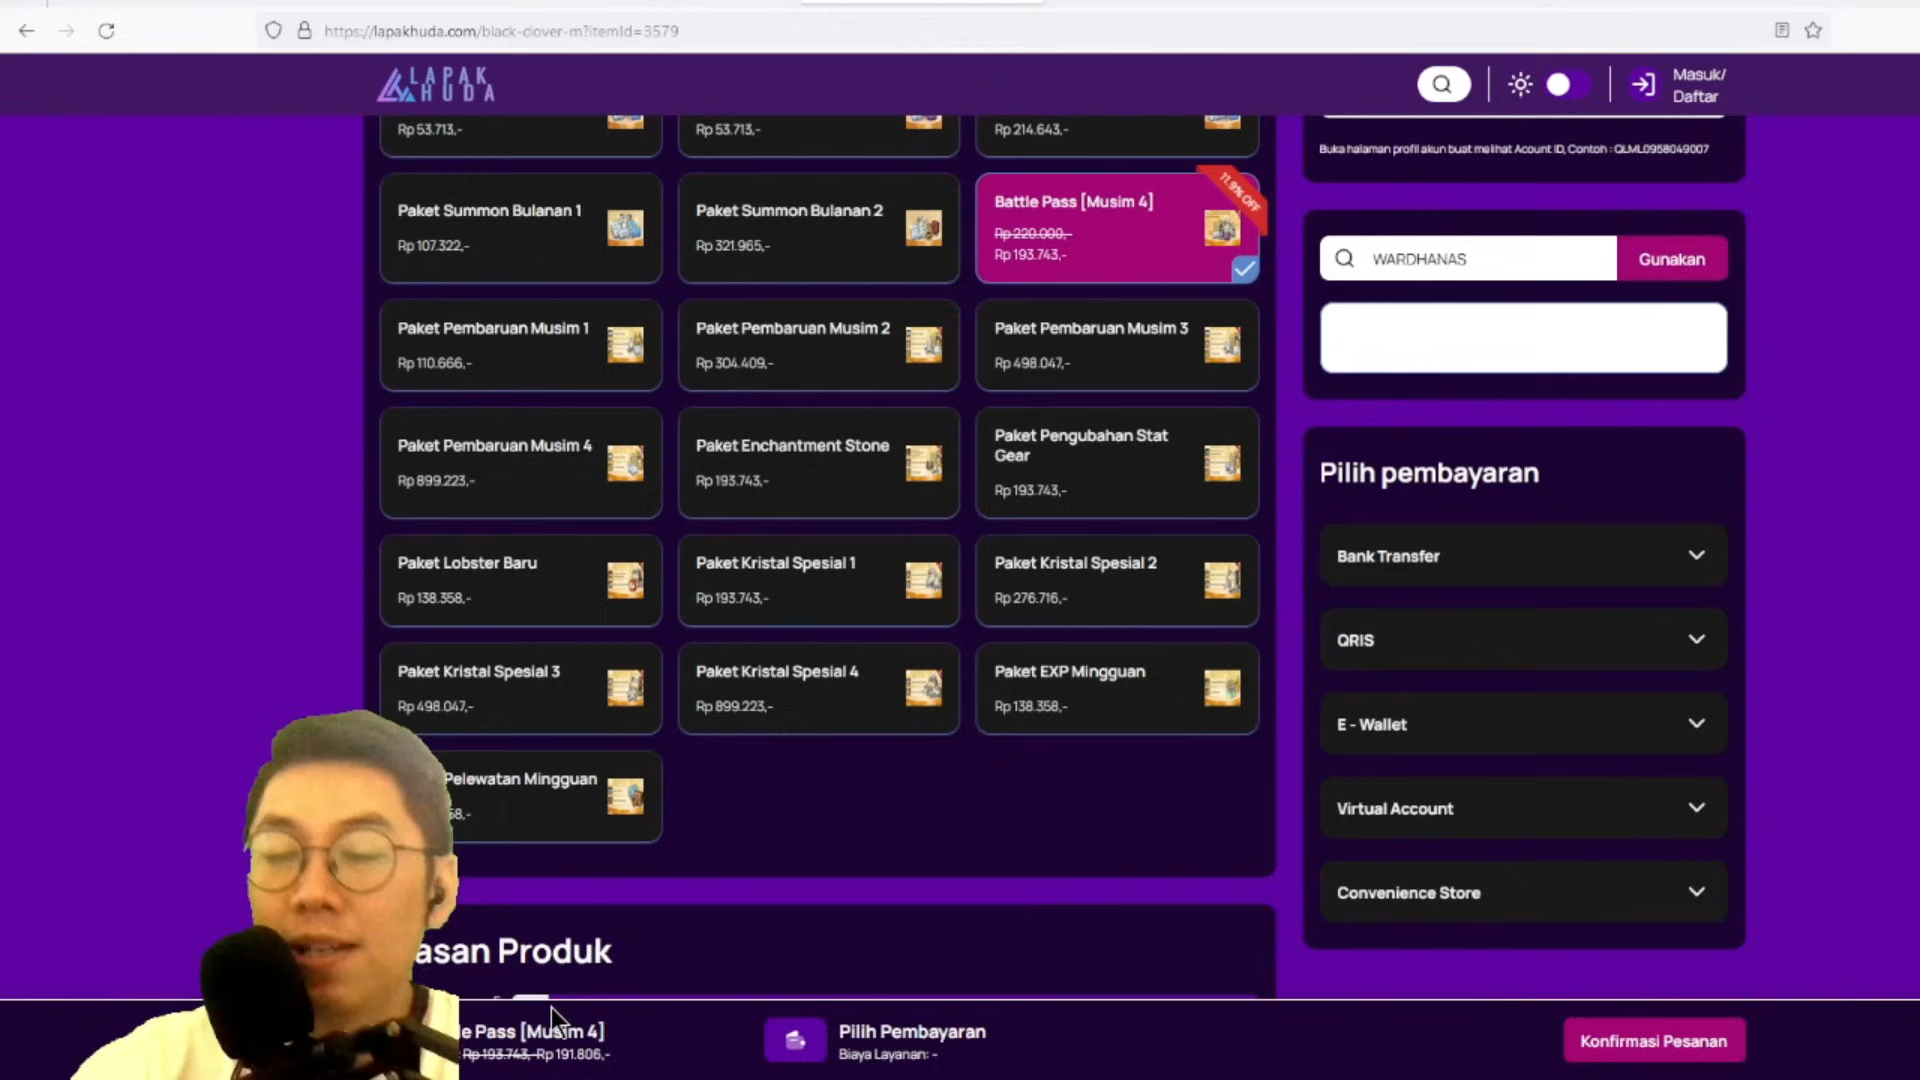 https://lapakhuda.com/black-clover-m?itemId=3579
LAPAK
HUDA
Masuk/
Daftar
Rp 53.713,-
Rp 53.713,-
Rp 214.643,-
Paket Summon Bulanan 1
Rp 107.322,-
Paket Summon Bulanan 2
Rp 321.965,-
Battle Pass [Musim 4]
Rp 220.000,-
Rp 193.743,-
11.9% OFF
Paket Pembaruan Musim 1
Rp 110.666,-
Paket Pembaruan Musim 2
Rp 304.409,-
Paket Pembaruan Musim 3
Rp 498.047,-
Paket Pembaruan Musim 4
Rp 899.223,-
Paket Enchantment Stone
Rp 193.743,-
Paket Pengubahan Stat
Gear
Rp 193.743,-
Paket Lobster Baru
Rp 138.358,-
Paket Kristal Spesial 1
Rp 193.743,-
Paket Kristal Spesial 2
Rp 276.716,-
Paket Kristal Spesial 3
Rp 498.047,-
Paket Kristal Spesial 4
Rp 899.223,-
Paket EXP Mingguan
Rp 138.358,-
Pelewatan Mingguan
58,-
asan Produk
Buka halaman profil akun buat melihat Acount ID, Contoh : QLML0958049007
WARDHANAS
Gunakan
Pilih pembayaran
Bank Transfer
QRIS
E - Wallet
Virtual Account
Convenience Store
le Pass [Musim 4]
Rp 193.743,- Rp 191.806,-
Pilih Pembayaran
Biaya Layanan: -
Konfirmasi Pesanan